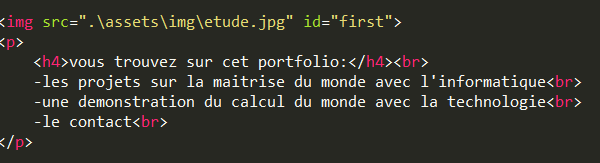 <img src=".\assets\img\etude.jpg" id="first">
<p>
    <h4>vous trouvez sur cet portfolio:</h4><br>
    -les projets sur la maitrise du monde avec l'informatique<br>
    -une demonstration du calcul du monde avec la technologie<br>
    -le contact<br>
</p>